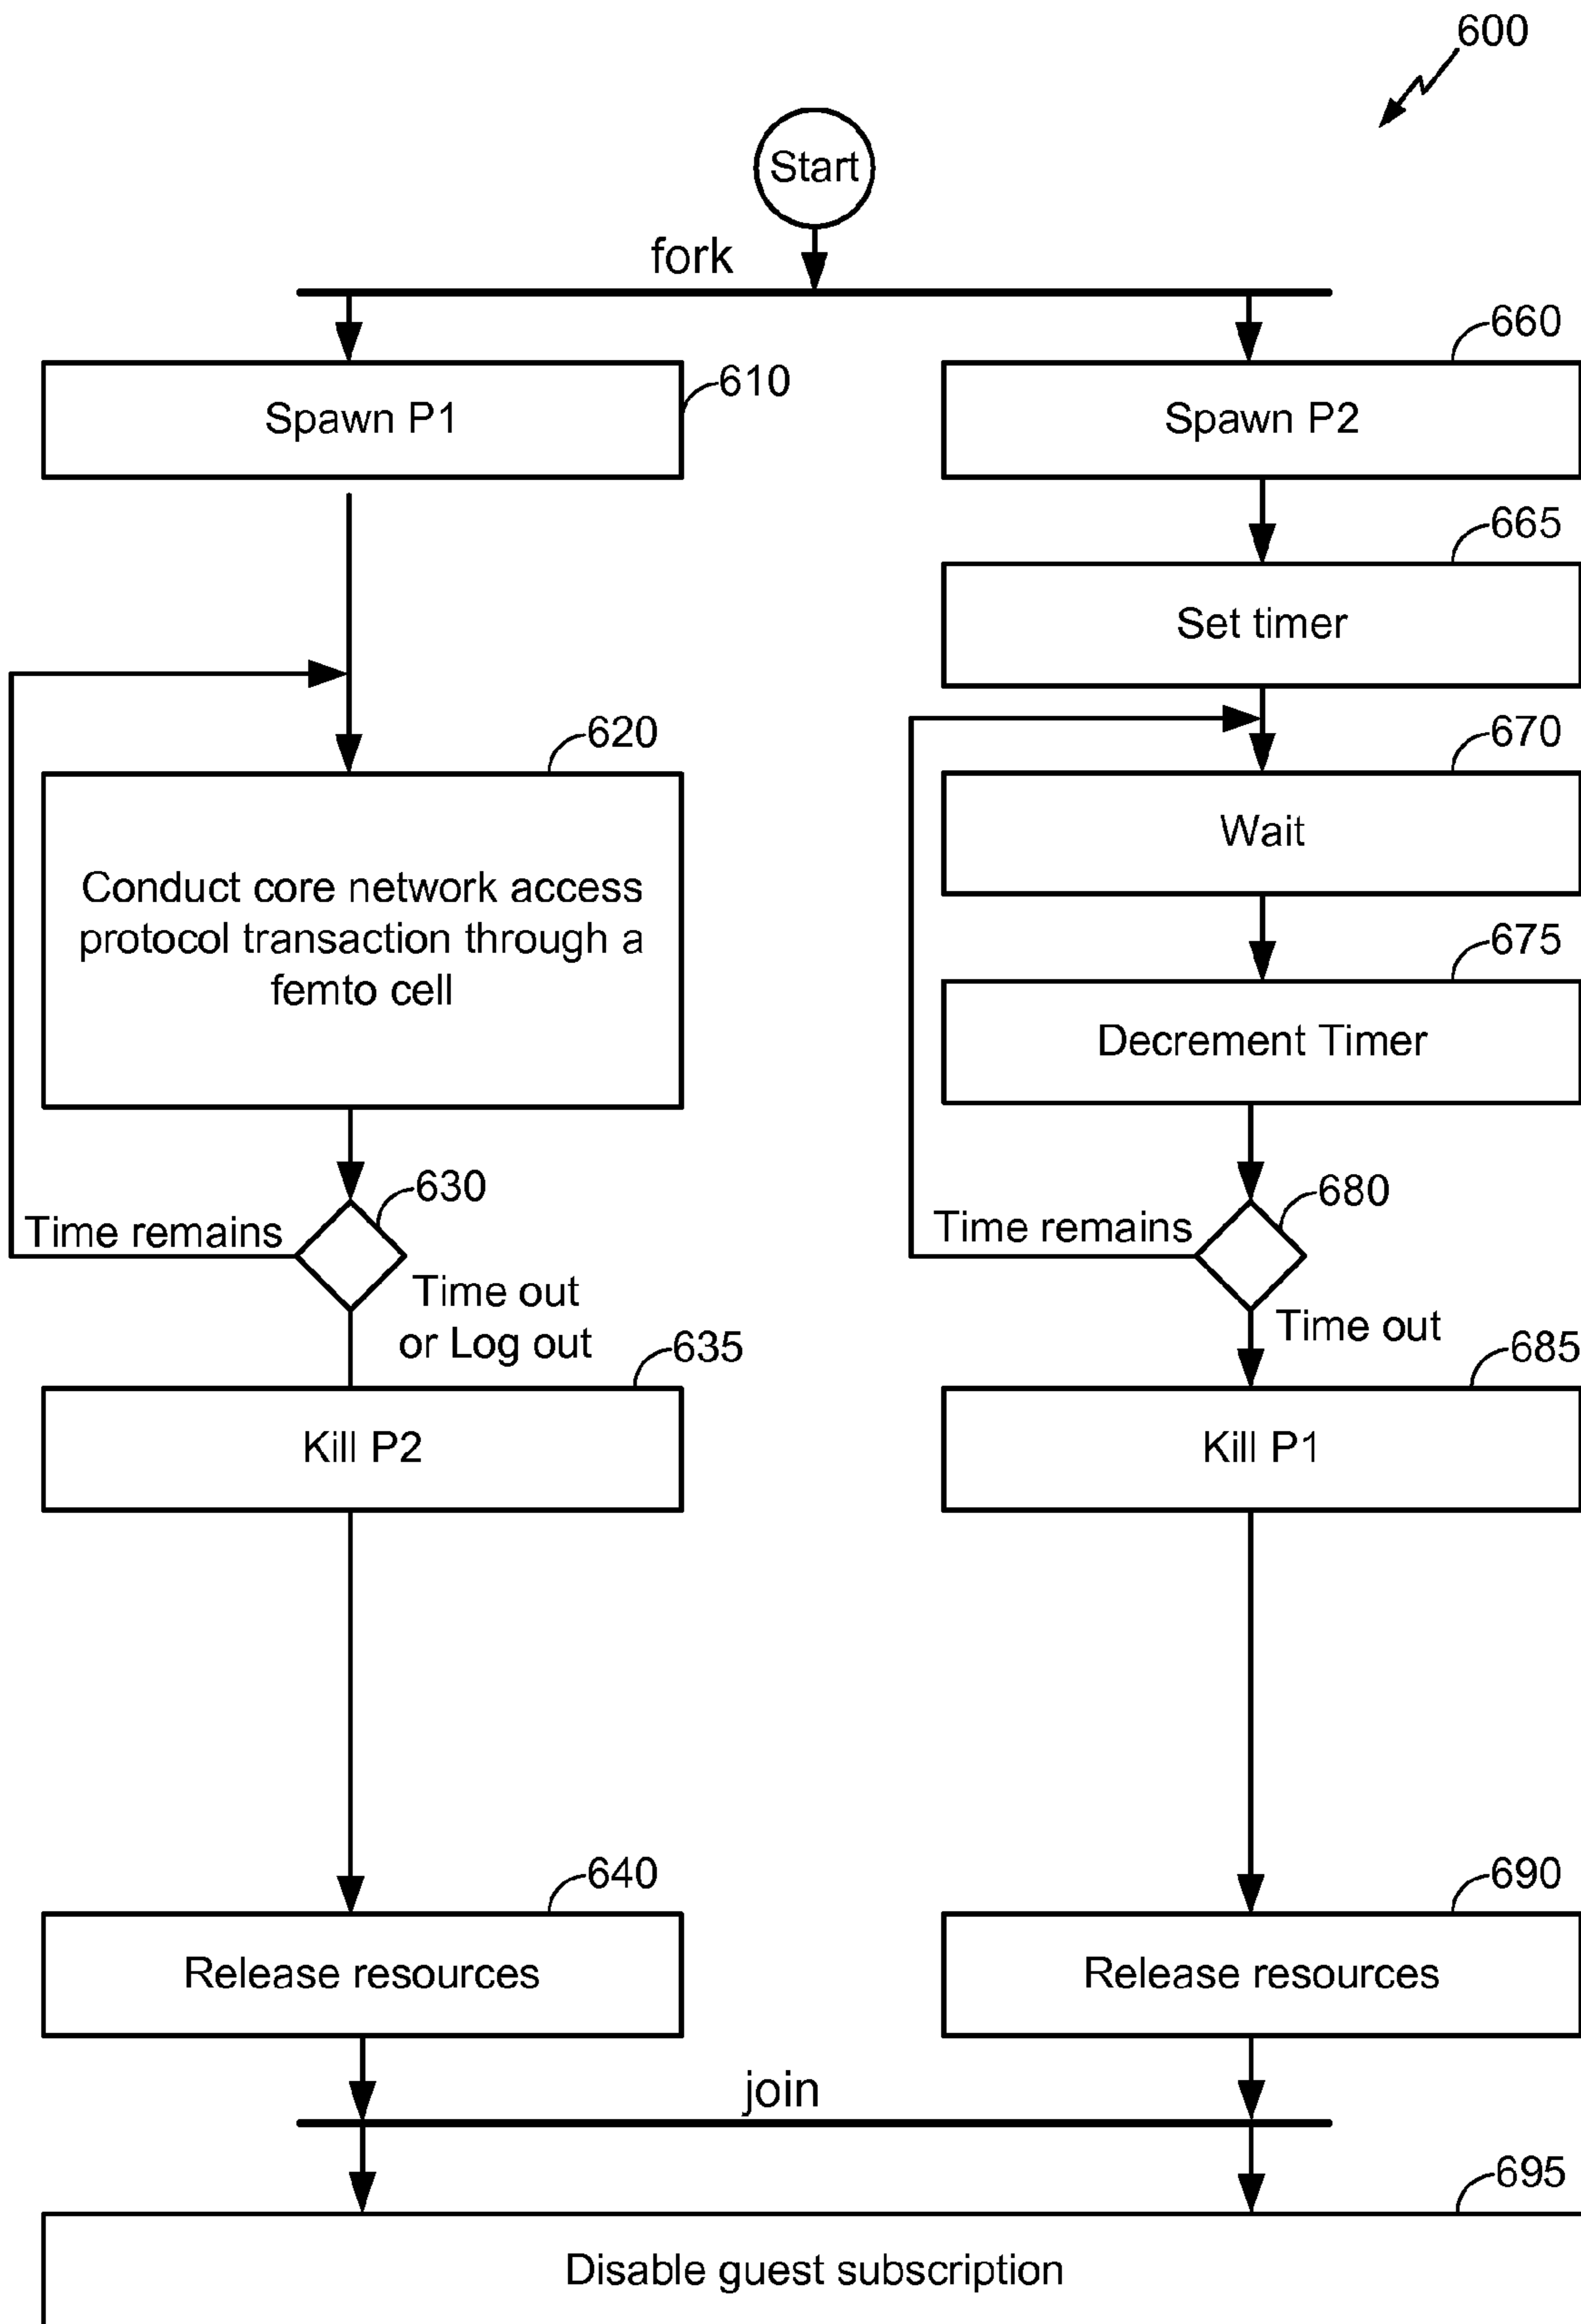 600
Start
fork
660
610
Spawn P1
Spawn P2
665
Set timer
620
670
Wait
Conduct core network access
protocol transaction through a
femto cell
675
Decrement Timer
630
680
Time remains
Time remains
Time out
or Log out
Time out
635
685
Kill P2
Kill P1
640
690
Release resources
Release resources
join
695
Disable guest subscription